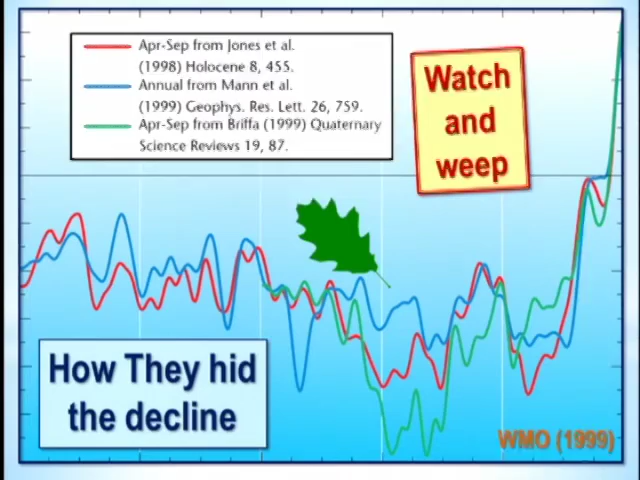 Apr-Sep from Jones et al.
(1998) Holocene 8, 455.
Annual from Mann et al.
(1999) Geophys. Res. Lett. 26, 759.
Apr-Sep from Briffa (1999) Quaternary
Science Reviews 19, 87.
Watch
and
weep
How They hid
the decline
WMO (1999)